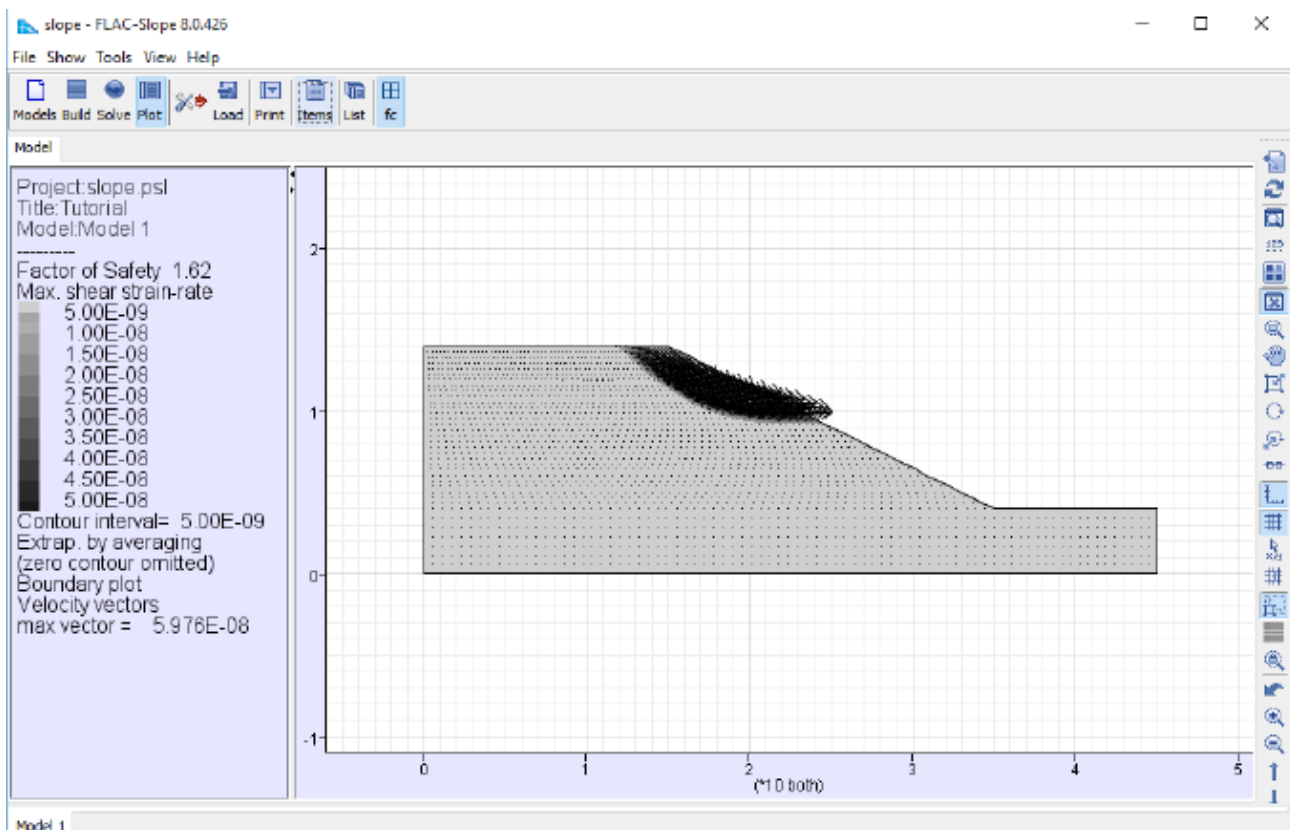 slope - FLAC-Slope 8.0.426
File Show Tools View Help
Models Build Solve Plot Load Print Items List fc
Model
Project:slope.psl
Title:Tutorial
Model:Model 1
----------
Factor of Safety 1.62
Max. shear strain-rate
5.00E-09
1.00E-08
1.50E-08
2.00E-08
2.50E-08
3.00E-08
3.50E-08
4.00E-08
4.50E-08
5.00E-08
Contour interval= 5.00E-09
Extrap. by averaging
(zero contour omitted)
Boundary plot
Velocity vectors
max vector = 5.976E-08
2
1
0
-1
0 1 2 3 4 5
(*10 both)
Model 1